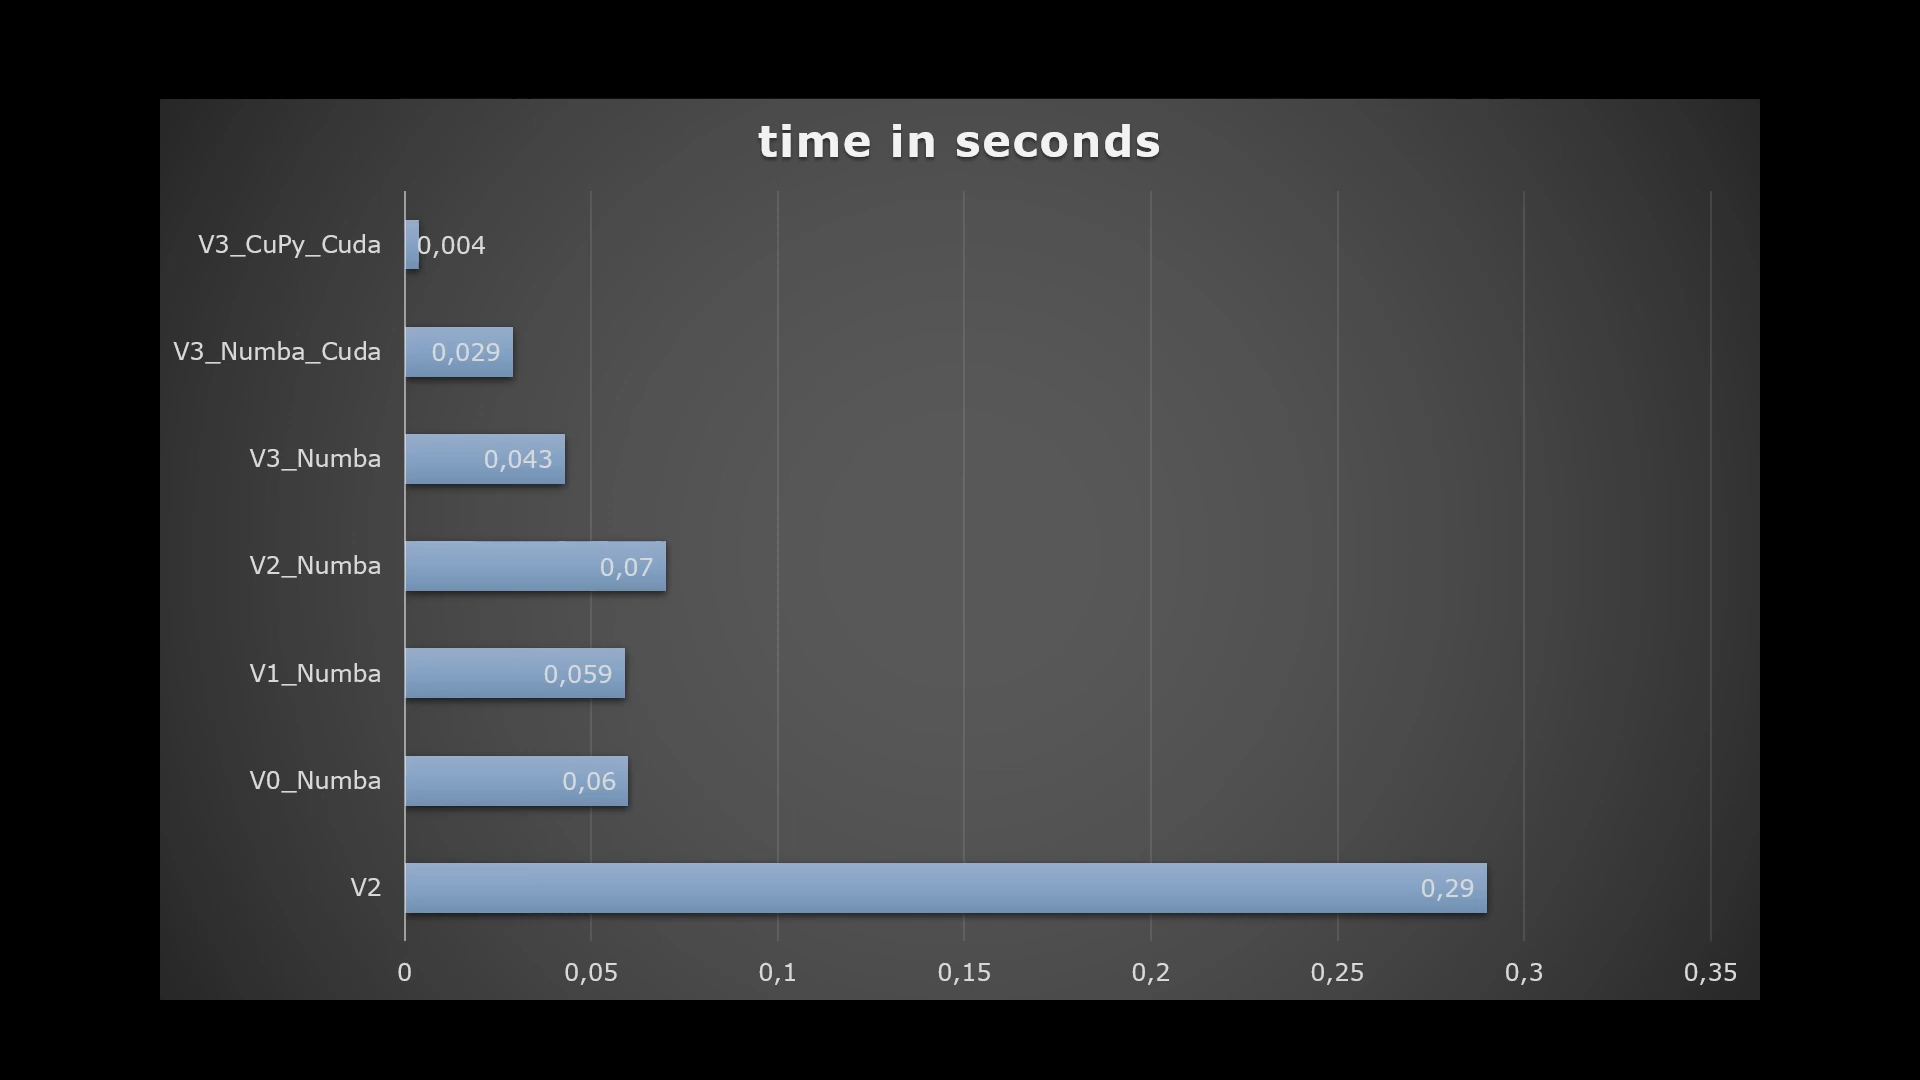 time in seconds
V3_CuPy_Cuda 0,004
V3_Numba_Cuda 0,029
V3_Numba 0,043
V2_Numba 0,07
V1_Numba 0,059
V0_Numba 0,06
V2 0,29
0 0,05 0,1 0,15 0,2 0,25 0,3 0,35